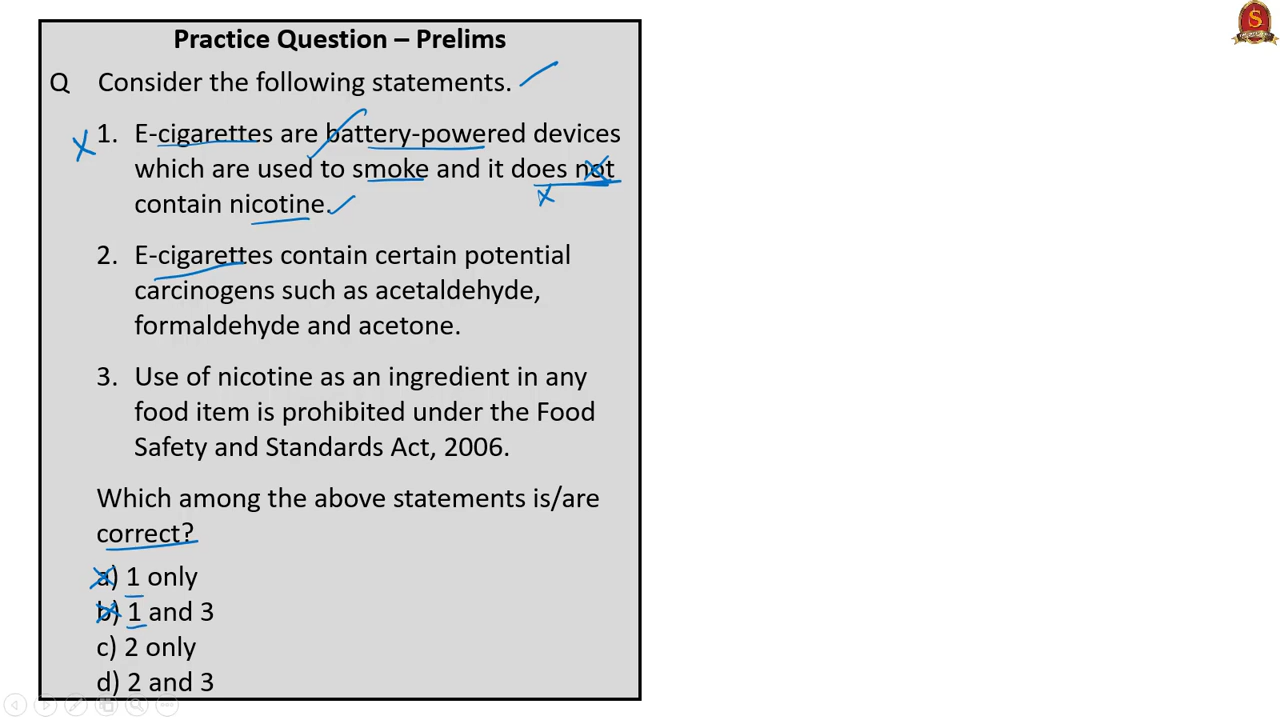 Practice Question – Prelims
Q Consider the following statements.
1. E-cigarettes are battery-powered devices
which are used to smoke and it does not
contain nicotine.
2. E-cigarettes contain certain potential
carcinogens such as acetaldehyde,
formaldehyde and acetone.
3. Use of nicotine as an ingredient in any
food item is prohibited under the Food
Safety and Standards Act, 2006.
Which among the above statements is/are
correct?
a) 1 only
b) 1 and 3
c) 2 only
d) 2 and 3